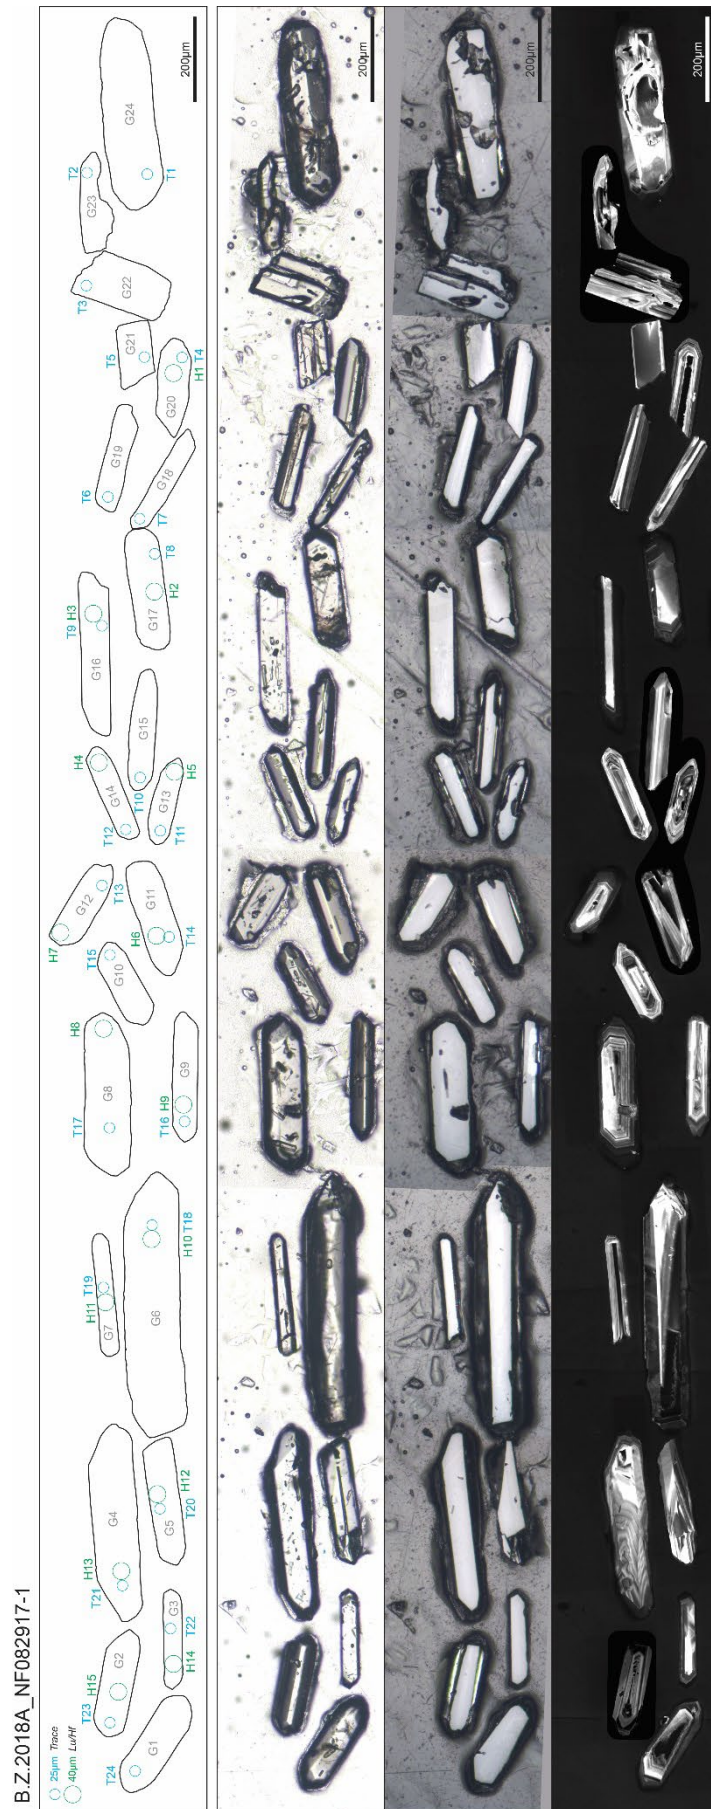 B.Z.2018A_NF082917-1
25µm Trace
40µm Lu/Hf
T24
G1
T23
H15
G2
H14
T22
G3
T21
H13
G4
T20
H12
G5
H10 T18
G6
H11 T19
G7
T17
H8
G8
T16
H9
G9
T15
G10
H6
T14
G11
H7
T13
G12
T11
H5
G13
T12
H4
G14
T10
G15
T9 H3
G16
H2
T8
G17
T7
G18
T6
G19
H1 T4
G20
T5
G21
T3
G22
T2
G23
T1
G24
200µm
200µm
200µm
200µm